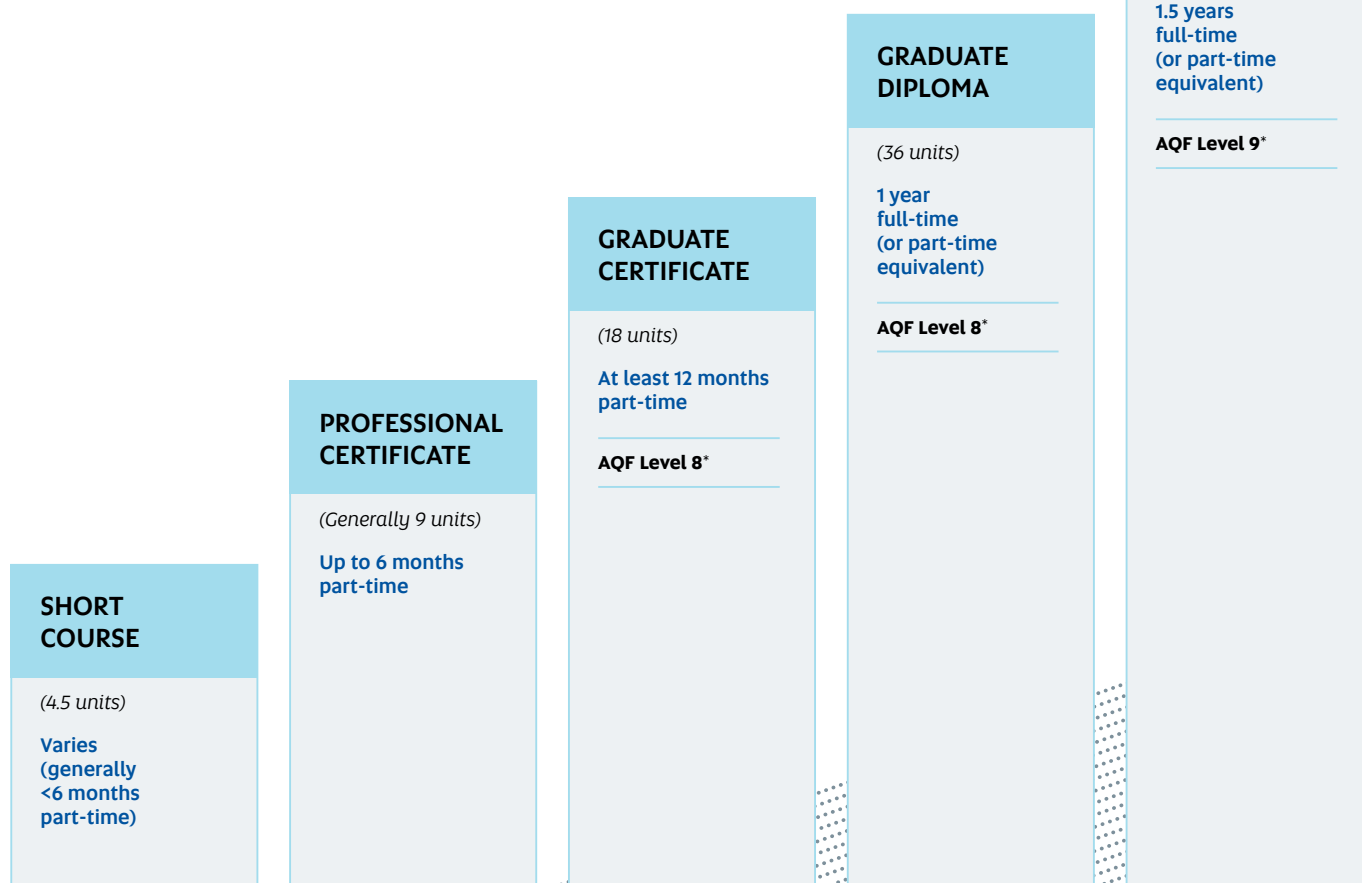 SHORT
COURSE
(4.5 units)
Varies
(generally
<6 months
part-time)
PROFESSIONAL
CERTIFICATE
(Generally 9 units)
Up to 6 months
part-time
GRADUATE
CERTIFICATE
(18 units)
At least 12 months
part-time
AQF Level 8*
GRADUATE
DIPLOMA
(36 units)
1 year
full-time
(or part-time
equivalent)
AQF Level 8*
1.5 years
full-time
(or part-time
equivalent)
AQF Level 9*